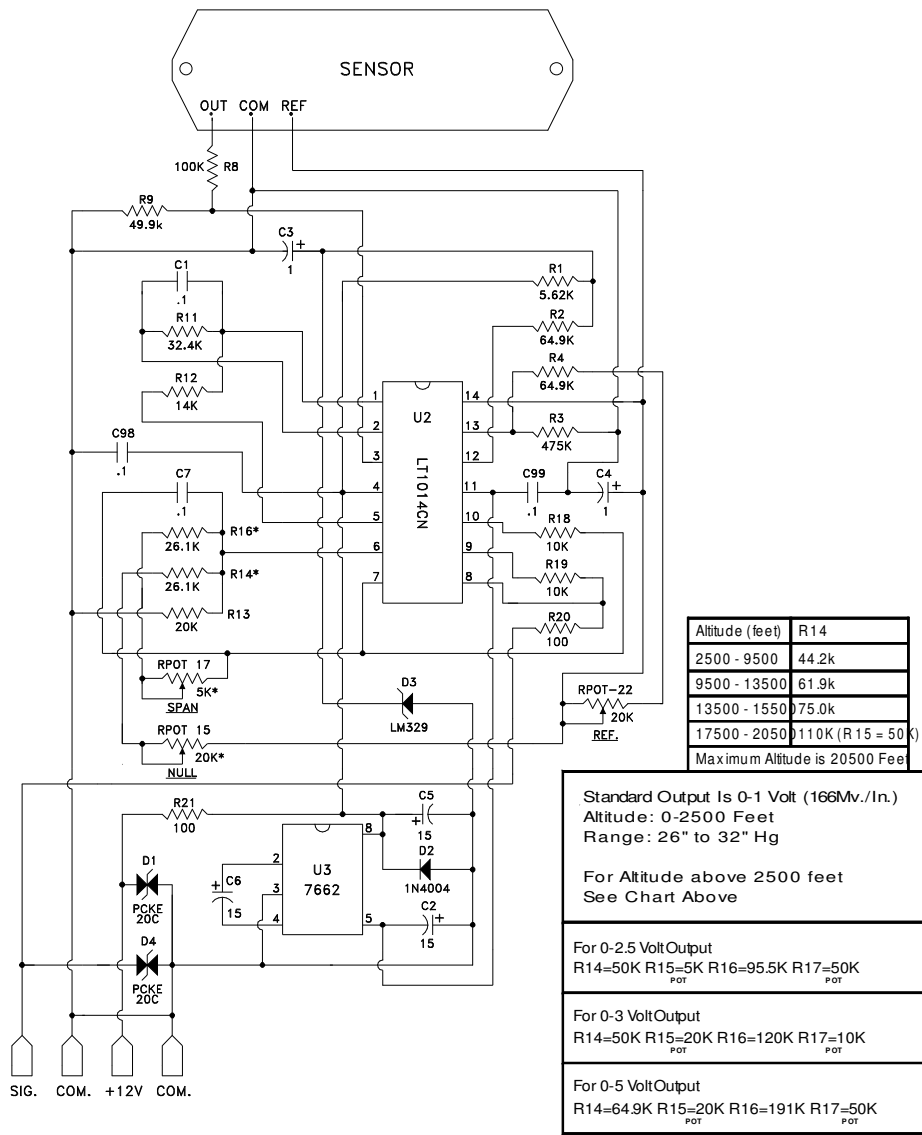 SENSOR
OUT COM REF
100K R8
R9
49.9k
C3
+
1
C1
.1
R1
5.62K
R11
32.4K
R2
64.9K
R12
14K
R4
64.9K
R3
475K
U2
LT1014CN
1
2
3
4
5
6
7
14
13
12
11
10
9
8
C98
.1
C99
.1
C4
+
1
C7
.1
R16*
26.1K
R14*
26.1K
R13
20K
R18
10K
R19
10K
R20
100
RPOT 17
5K*
SPAN
D3
LM329
RPOT-22
20K
REF.
RPOT 15
20K*
NULL
R21
100
C5
+
15
D2
1N4004
U3
7662
2
3
4
8
5
C6
+
15
C2
+
15
D1
PCKE
20C
D4
PCKE
20C
SIG. COM. +12V COM.
Altitude (feet) R14
2500 - 9500 44.2k
9500 - 13500 61.9k
13500 - 15500 75.0k
17500 - 20500 110K (R15 = 50K)
Maximum Altitude is 20500 Feet
Standard Output Is 0-1 Volt (166Mv./In.)
Altitude: 0-2500 Feet
Range: 26" to 32" Hg
For Altitude above 2500 feet
See Chart Above
For 0-2.5 Volt Output
R14=50K R15=5K R16=95.5K R17=50K
POT POT
For 0-3 Volt Output
R14=50K R15=20K R16=120K R17=10K
POT POT
For 0-5 Volt Output
R14=64.9K R15=20K R16=191K R17=50K
POT POT